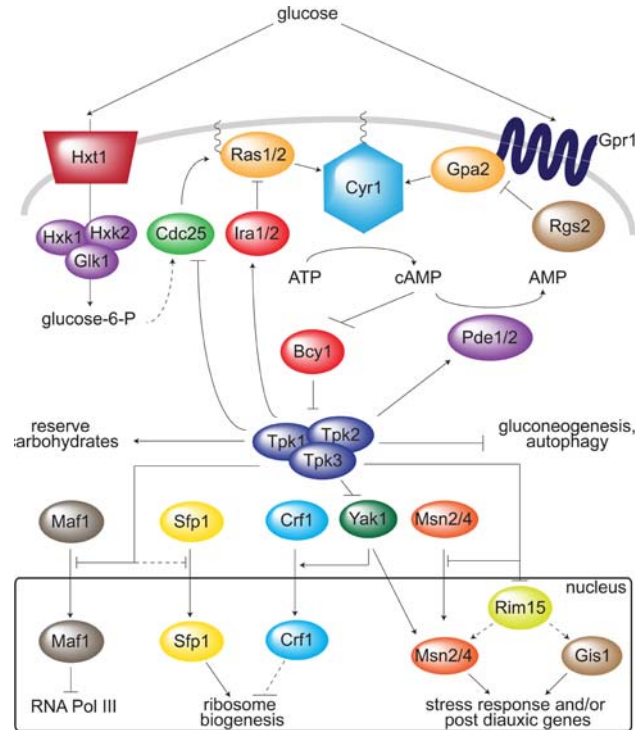 glucose
Hxt1
Ras1/2
Cyr1
Gpa2
Gpr1
Hxk1
Hxk2
Glk1
Cdc25
Ira1/2
Rgs2
glucose-6-P
ATP
cAMP
AMP
Bcy1
Pde1/2
reserve
carbohydrates
Tpk1
Tpk2
Tpk3
gluconeogenesis,
autophagy
Maf1
Sfp1
Crf1
Yak1
Msn2/4
nucleus
Rim15
Maf1
Sfp1
Crf1
Msn2/4
Gis1
RNA Pol III
ribosome
biogenesis
stress response and/or
post diauxic genes